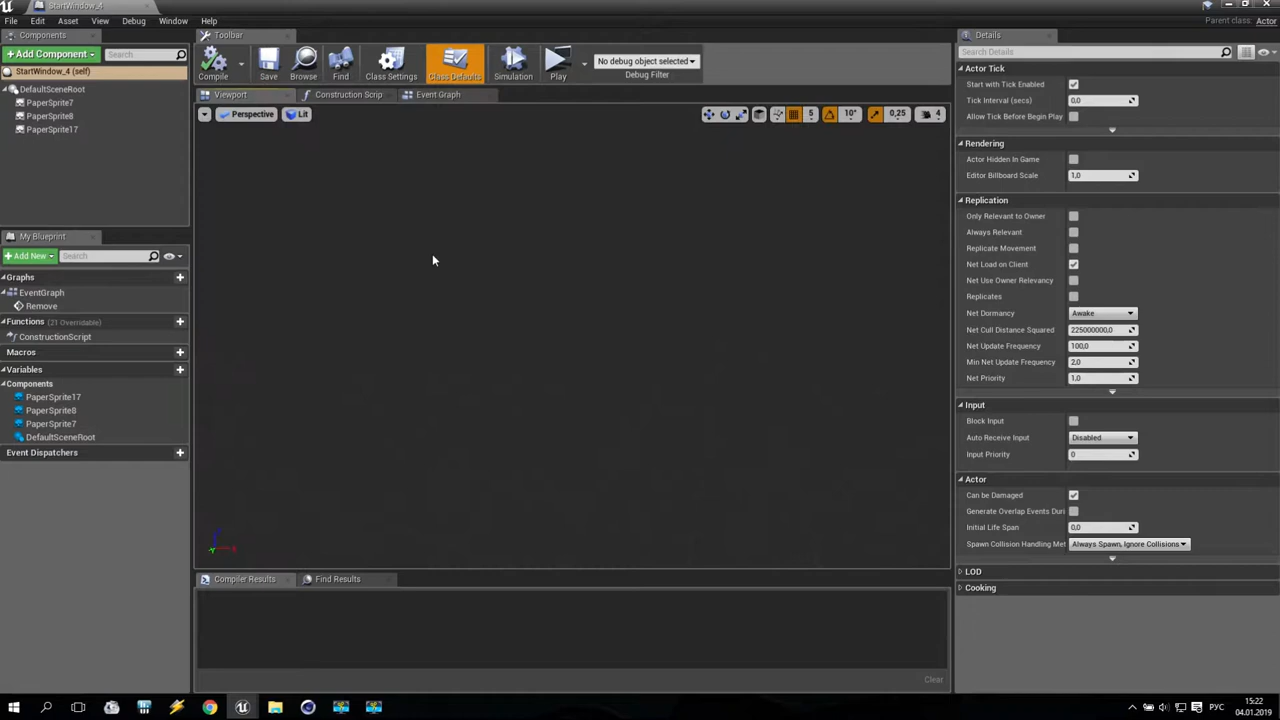 StartWindow_4
File Edit Asset View Debug Window Help
Parent class: Actor
Components
Toolbar
Details
+Add Component
Search
Search Details
StartWindow_4 (self)
DefaultSceneRoot
PaperSprite7
PaperSprite8
PaperSprite17
Compile
Save
Browse
Find
Class Settings
Class Defaults
Simulation
Play
No debug object selected
Debug Filter
Viewport
Construction Scrip
Event Graph
Perspective
Lit
5
10°
0,25
4
My Blueprint
+Add New
Search
Graphs
EventGraph
Remove
Functions (21 Overridable)
ConstructionScript
Macros
Variables
Components
PaperSprite17
PaperSprite8
PaperSprite7
DefaultSceneRoot
Event Dispatchers
Compiler Results
Find Results
Clear
Actor Tick
Start with Tick Enabled
Tick Interval (secs) 0,0
Allow Tick Before Begin Play
Rendering
Actor Hidden In Game
Editor Billboard Scale 1,0
Replication
Only Relevant to Owner
Always Relevant
Replicate Movement
Net Load on Client
Net Use Owner Relevancy
Replicates
Net Dormancy Awake
Net Cull Distance Squared 225000000,0
Net Update Frequency 100,0
Min Net Update Frequency 2,0
Net Priority 1,0
Input
Block Input
Auto Receive Input Disabled
Input Priority 0
Actor
Can be Damaged
Generate Overlap Events Duri
Initial Life Span 0,0
Spawn Collision Handling Met Always Spawn, Ignore Collisions
LOD
Cooking
РУС
15:22
04.01.2019